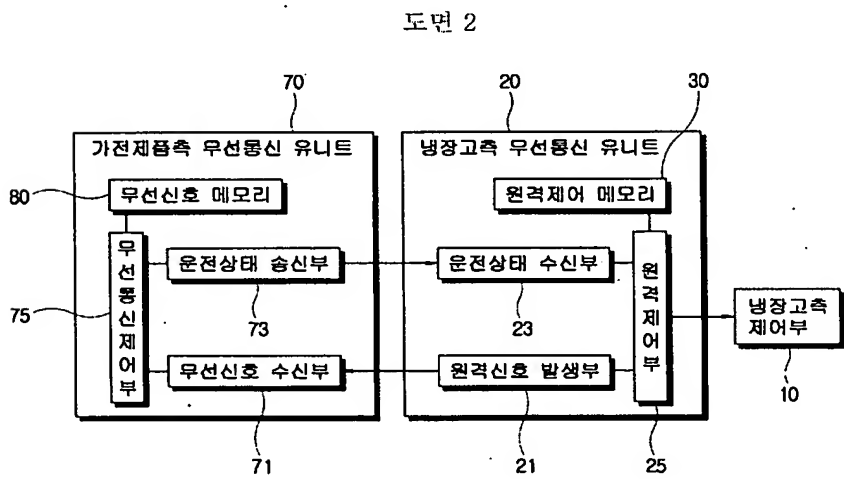 도면 2
70
20
30
가전제품측 무선통신 유니트
냉장고측 무선통신 유니트
80
무선신호 메모리
원격제어 메모리
무선통신제어부
운전상태 송신부
운전상태 수신부
원격제어부
75
73
23
냉장고측
제어부
무선신호 수신부
원격신호 발생부
10
71
21
25